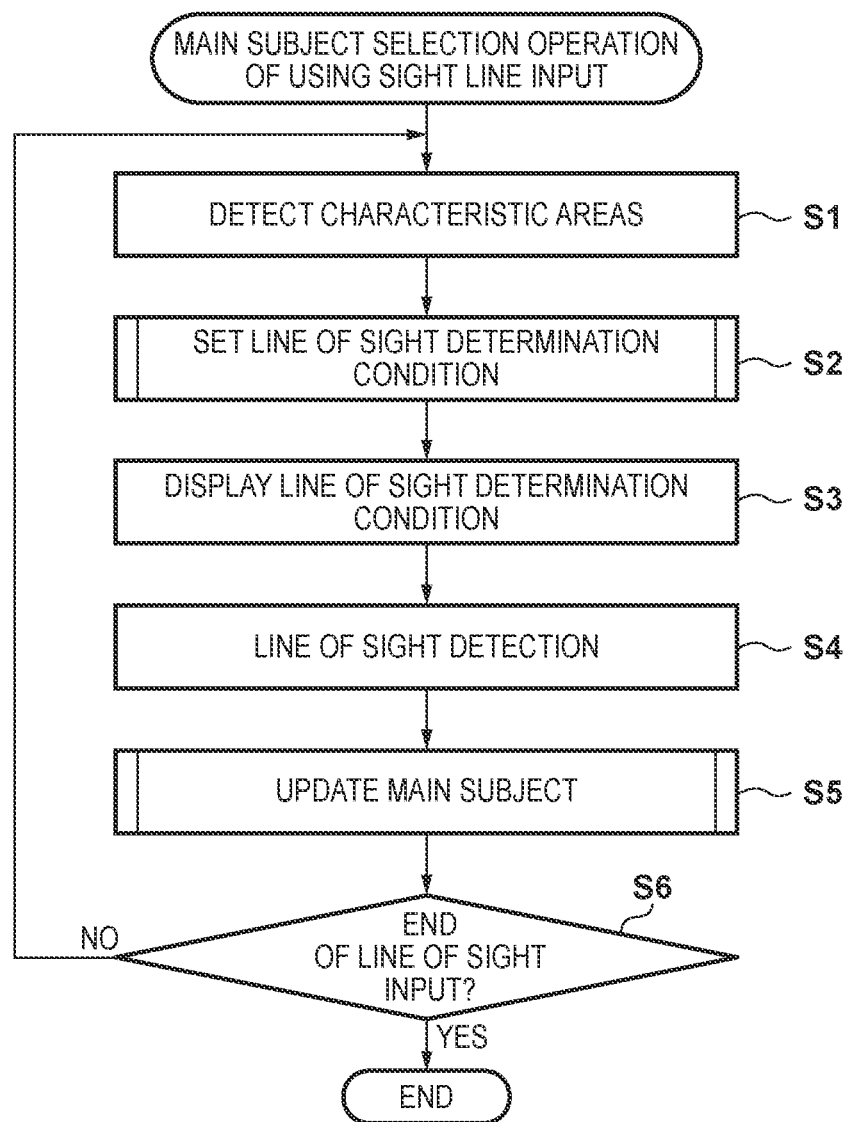 MAIN SUBJECT SELECTION OPERATION
OF USING SIGHT LINE INPUT
DETECT CHARACTERISTIC AREAS
S1
SET LINE OF SIGHT DETERMINATION
CONDITION
S2
DISPLAY LINE OF SIGHT DETERMINATION
CONDITION
S3
LINE OF SIGHT DETECTION
S4
UPDATE MAIN SUBJECT
S5
S6
END
OF LINE OF SIGHT
INPUT?
NO
YES
END